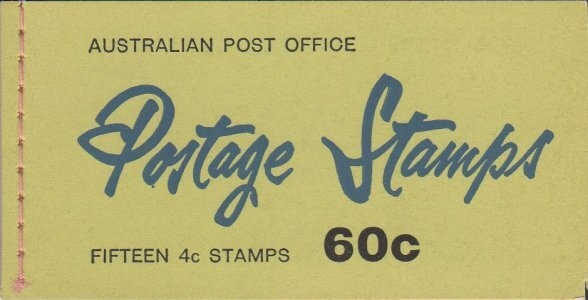 AUSTRALIAN POST OFFICE
Postage Stamps
FIFTEEN 4c STAMPS 60c